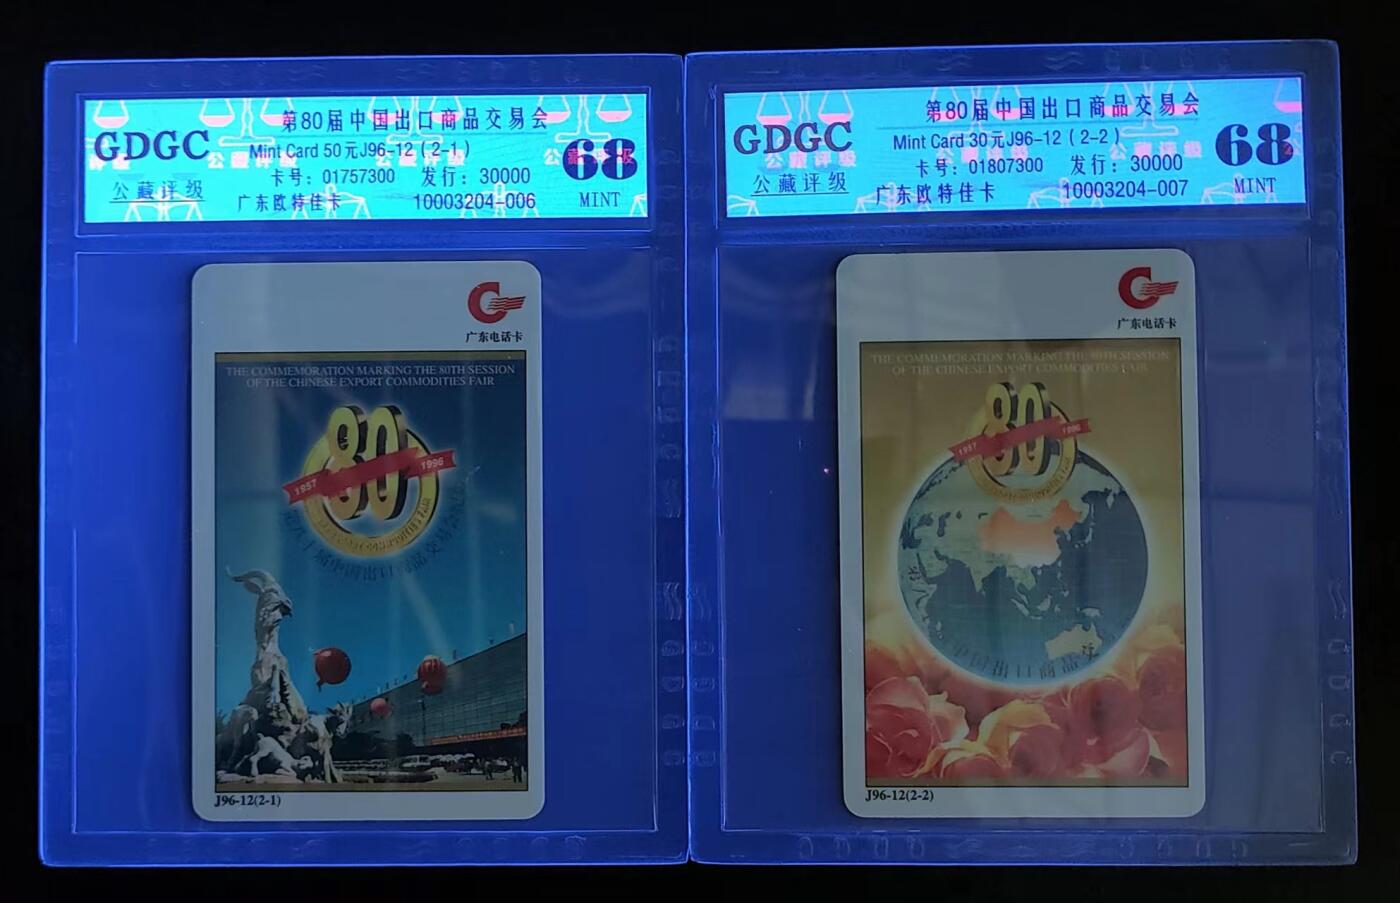 第80届中国出口商品交易会
GDGC
Mint Card 50元J96-12（2-1）
68
卡号：01757300 发行：30000
公藏评级
广东欧特佳卡
10003204-006
MINT
广东电话卡
THE COMMEMORATION MARKING THE 80TH SESSION
OF THE CHINESE EXPORT COMMODITIES FAIR
80
1957
1996
J96-12(2-1)
第80届中国出口商品交易会
GDGC
Mint Card 30元J96-12（2-2）
68
卡号：01807300 发行：30000
公藏评级
广东欧特佳卡
10003204-007
MINT
广东电话卡
THE COMMEMORATION MARKING THE 80TH SESSION
OF THE CHINESE EXPORT COMMODITIES FAIR
80
1957
1996
中国出口商品交
J96-12(2-2)